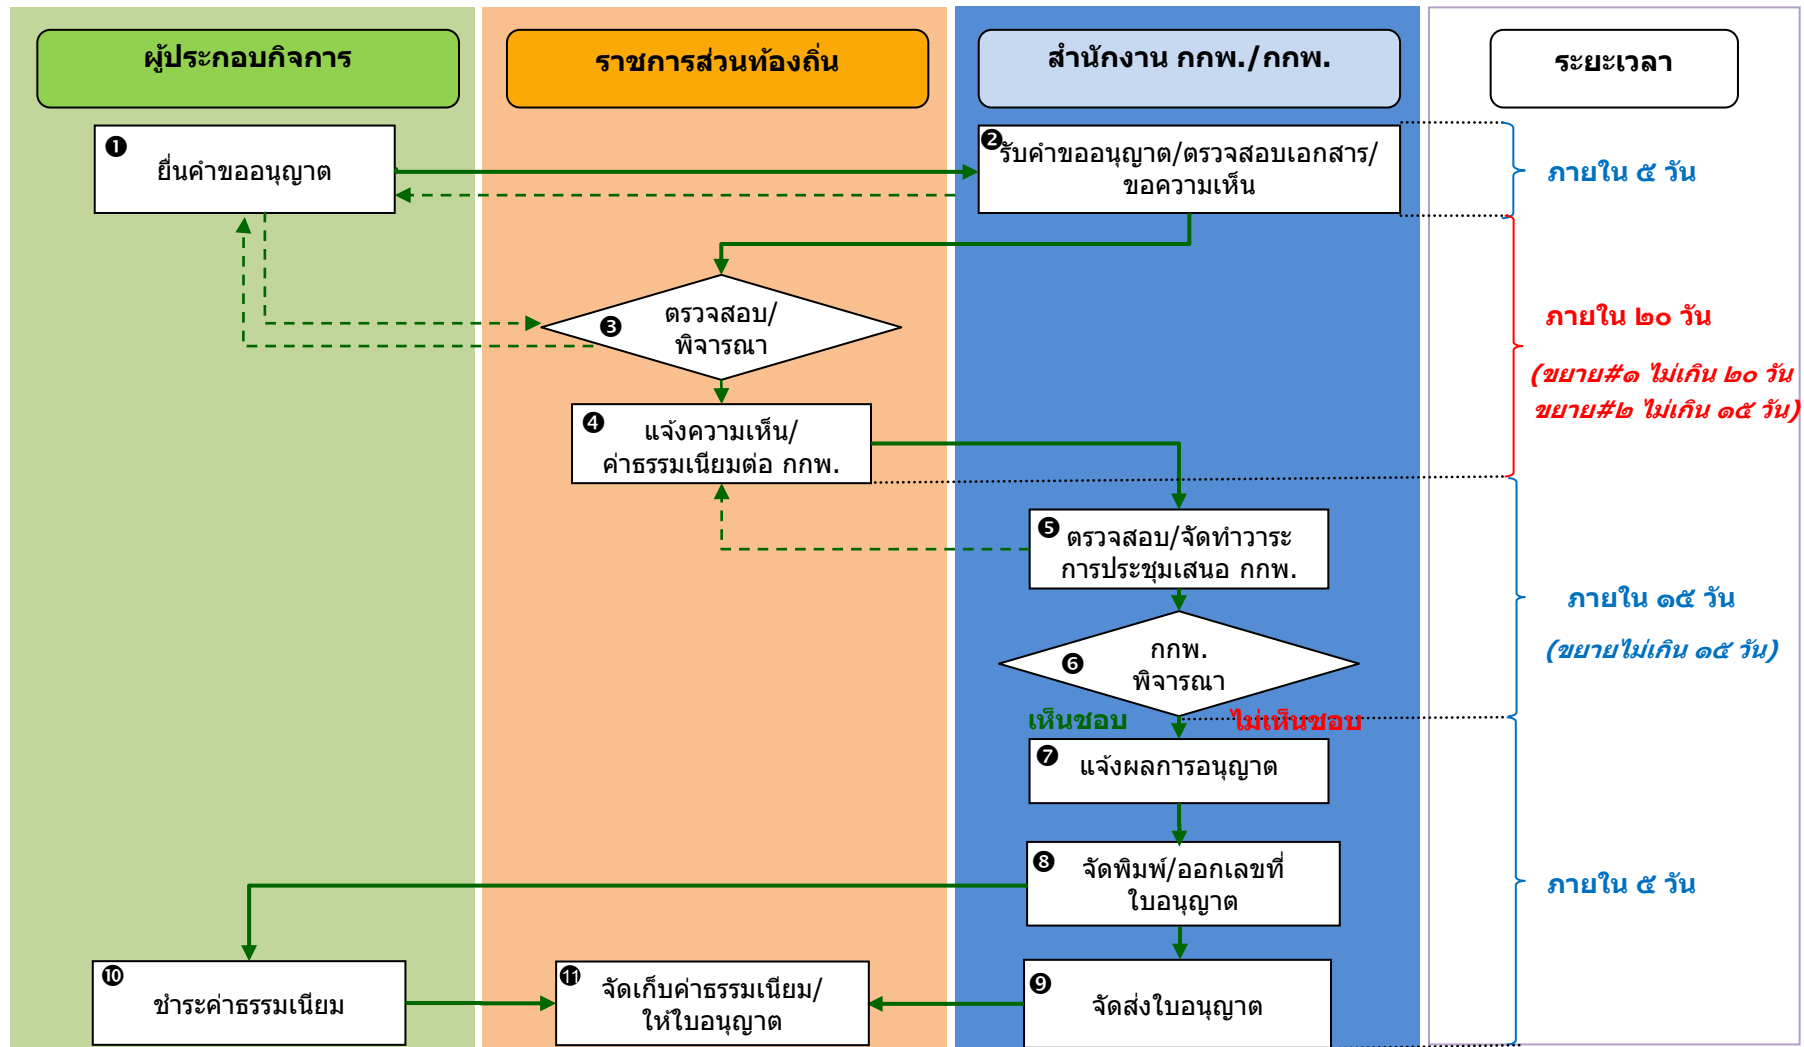 ผู้ประกอบกิจการ
ราชการส่วนท้องถิ่น
สำนักงาน กกพ./กกพ.
ระยะเวลา
❶
ยื่นคำขออนุญาต
❷
รับคำขออนุญาต/ตรวจสอบเอกสาร/
ขอความเห็น
ภายใน ๕ วัน
❸
ตรวจสอบ/
พิจารณา
ภายใน ๒๐ วัน
(ขยาย#๑ ไม่เกิน ๒๐ วัน
ขยาย#๒ ไม่เกิน ๑๕ วัน)
❹
แจ้งความเห็น/
ค่าธรรมเนียมต่อ กกพ.
❺
ตรวจสอบ/จัดทำวาระ
การประชุมเสนอ กกพ.
ภายใน ๑๕ วัน
(ขยายไม่เกิน ๑๕ วัน)
❻
กกพ.
พิจารณา
เห็นชอบ
ไม่เห็นชอบ
❼
แจ้งผลการอนุญาต
❽
จัดพิมพ์/ออกเลขที่
ใบอนุญาต
ภายใน ๕ วัน
❿
ชำระค่าธรรมเนียม
⓫
จัดเก็บค่าธรรมเนียม/
ให้ใบอนุญาต
❾
จัดส่งใบอนุญาต